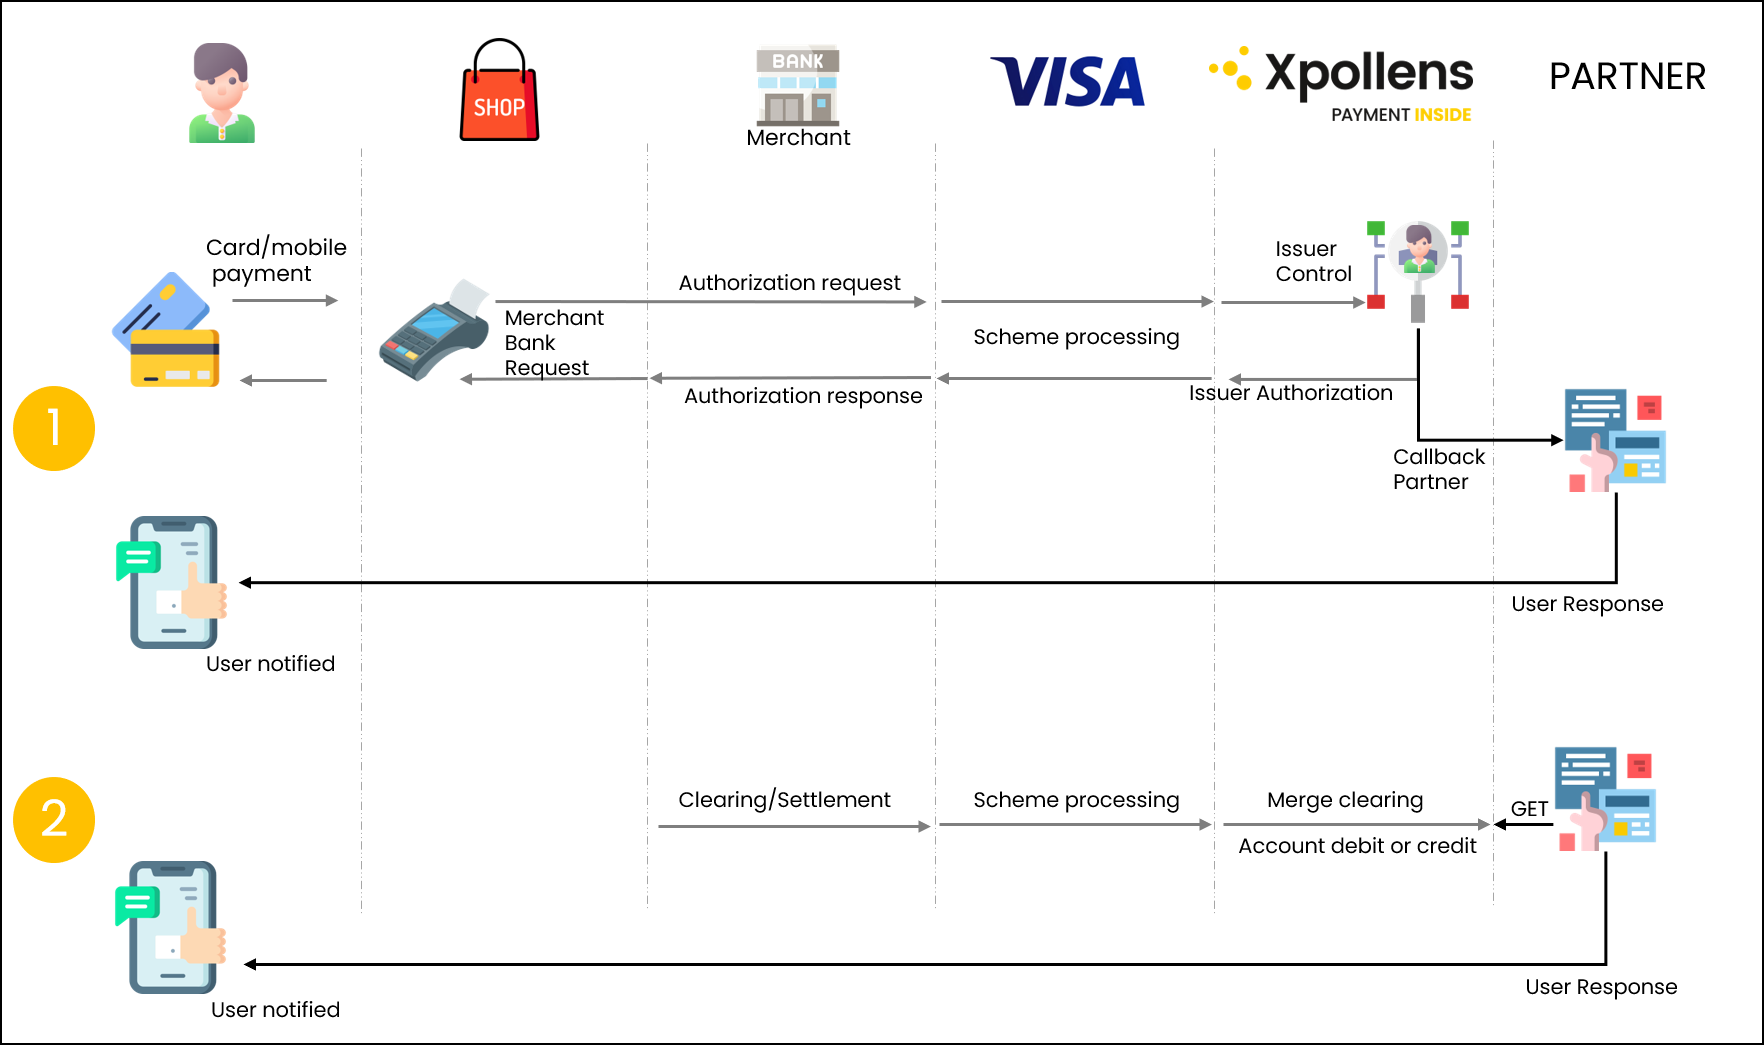 SHOP
BANK
Merchant
VISA
Xpollens
PAYMENT INSIDE
PARTNER
Card/mobile
payment
Merchant
Bank
Request
Authorization request
Authorization response
Scheme processing
Issuer
Control
Issuer Authorization
Callback
Partner
1
User Response
User notified
2
Clearing/Settlement
Scheme processing
Merge clearing
Account debit or credit
GET
User Response
User notified